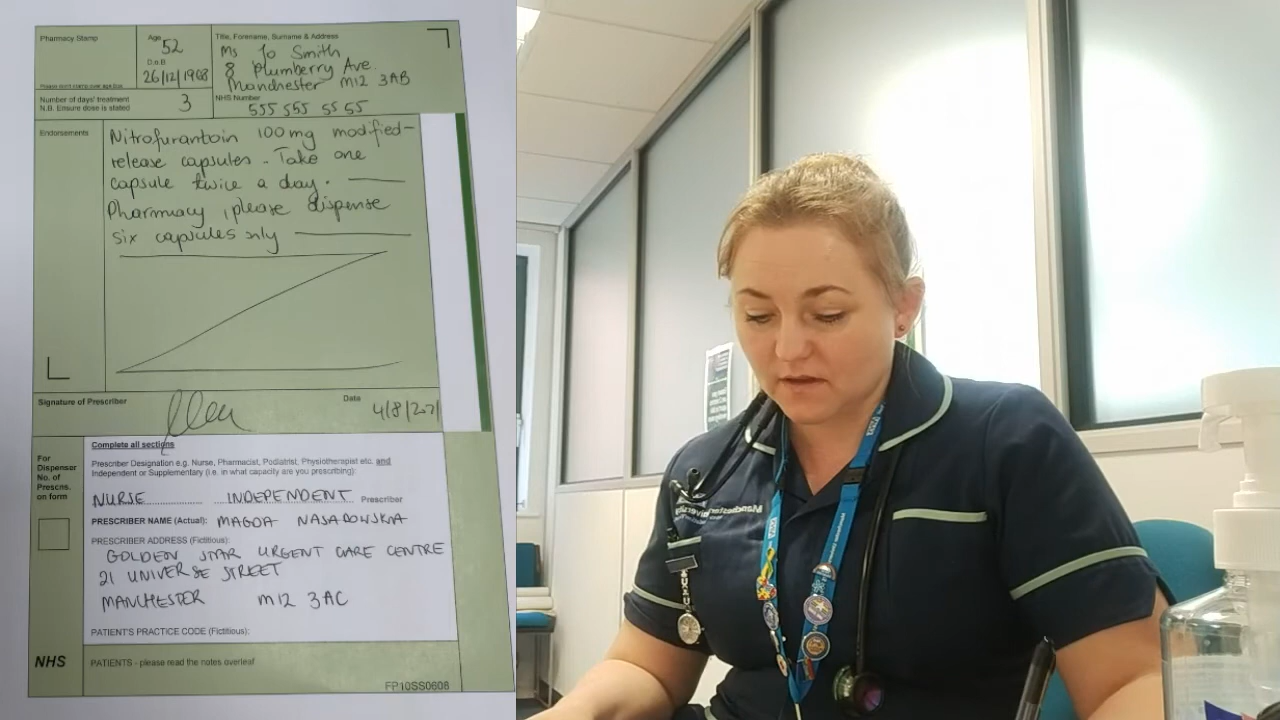 Pharmacy Stamp
Age
52
D.o.B
26/12/1968
Title, Forename, Surname & Address
Ms Jo Smith
8 Plumberry Ave.
Manchester M12 3AB
Number of days' treatment
N.B. Ensure dose is stated
3
NHS Number
555 555 55 55
Endorsements
Nitrofurantoin 100mg modified-
release capsules - Take one
capsule twice a day.
Pharmacy, please dispense
six capsules only
Signature of Prescriber
Date
4/8/2021
For
Dispenser
No. of
Prescns.
on form
Complete all sections
Prescriber Designation e.g. Nurse, Pharmacist, Podiatrist, Physiotherapist etc. and
Independent or Supplementary (i.e. in what capacity are you prescribing):
NURSE INDEPENDENT Prescriber
PRESCRIBER NAME (Actual): MAGDA NASADOWSKA
PRESCRIBER ADDRESS (Fictitious):
GOLDEN STAR URGENT CARE CENTRE
21 UNIVERSE STREET
MANCHESTER M12 3AC
PATIENT'S PRACTICE CODE (Fictitious):
NHS
PATIENTS - please read the notes overleaf
FP10SS0608